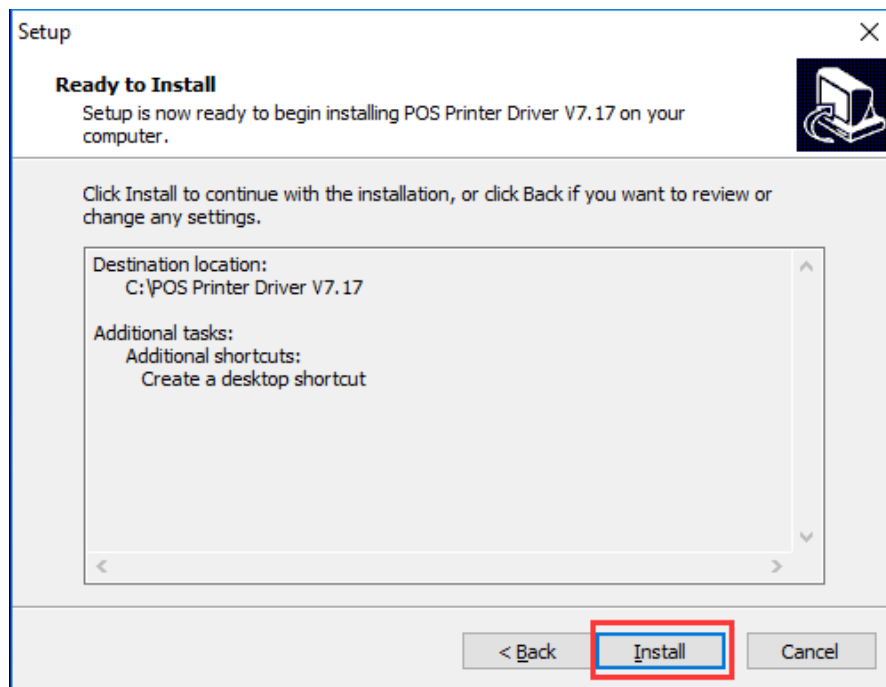 Setup
Ready to Install
Setup is now ready to begin installing POS Printer Driver V7.17 on your
computer.
Click Install to continue with the installation, or click Back if you want to review or
change any settings.
Destination location:
C:\POS Printer Driver V7.17
Additional tasks:
Additional shortcuts:
Create a desktop shortcut
< Back
Install
Cancel